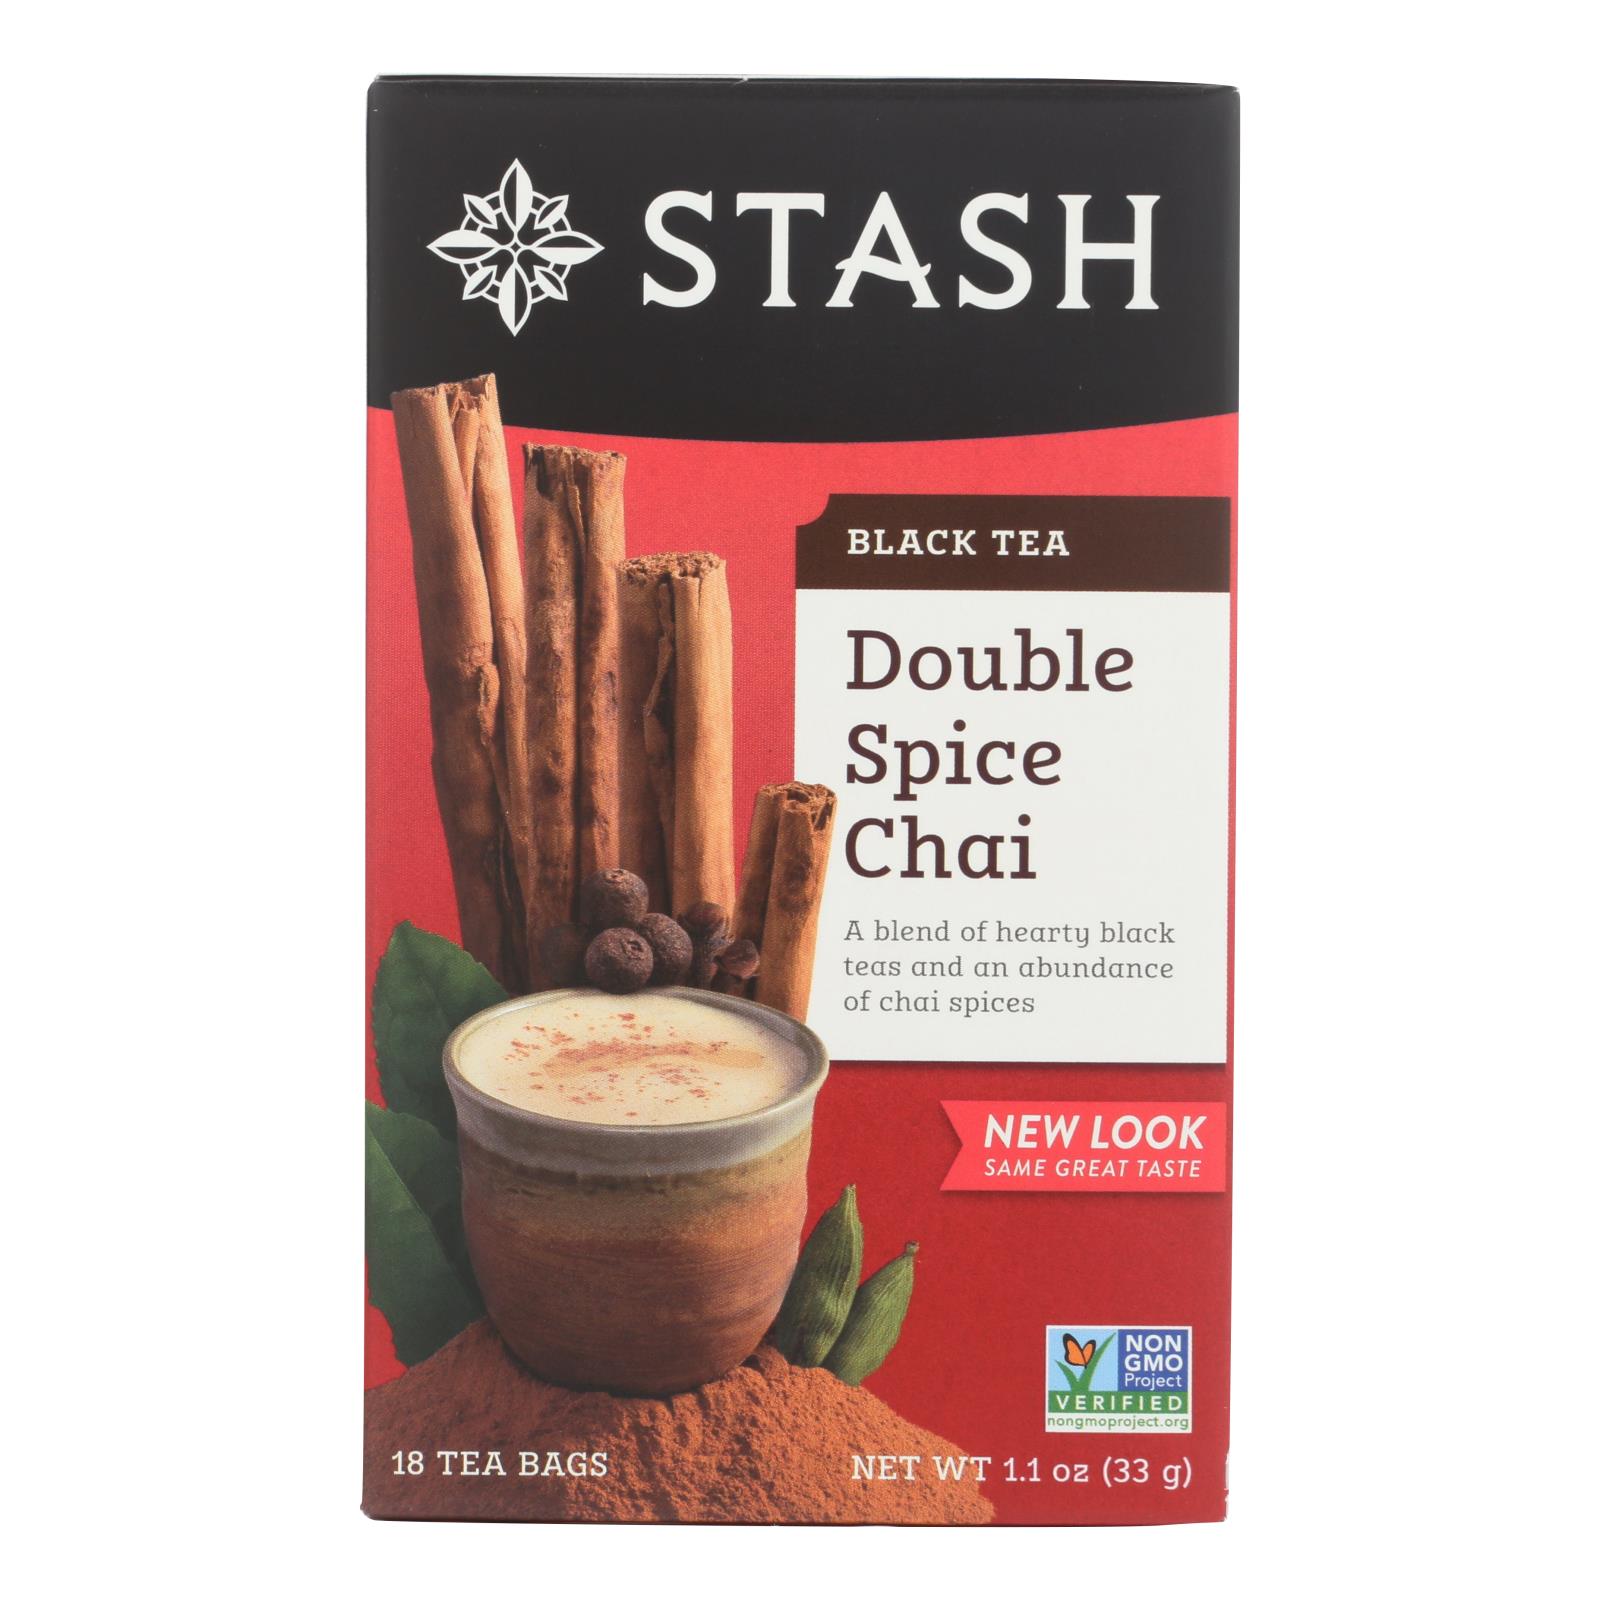 STASH
BLACK TEA
Double
Spice
Chai
A blend of hearty black
teas and an abundance
of chai spices
NEW LOOK
SAME GREAT TASTE
NON
GMO
Project
VERIFIED
nongmoproject.org
18 TEA BAGS
NET WT 1.1 oz (33 g)